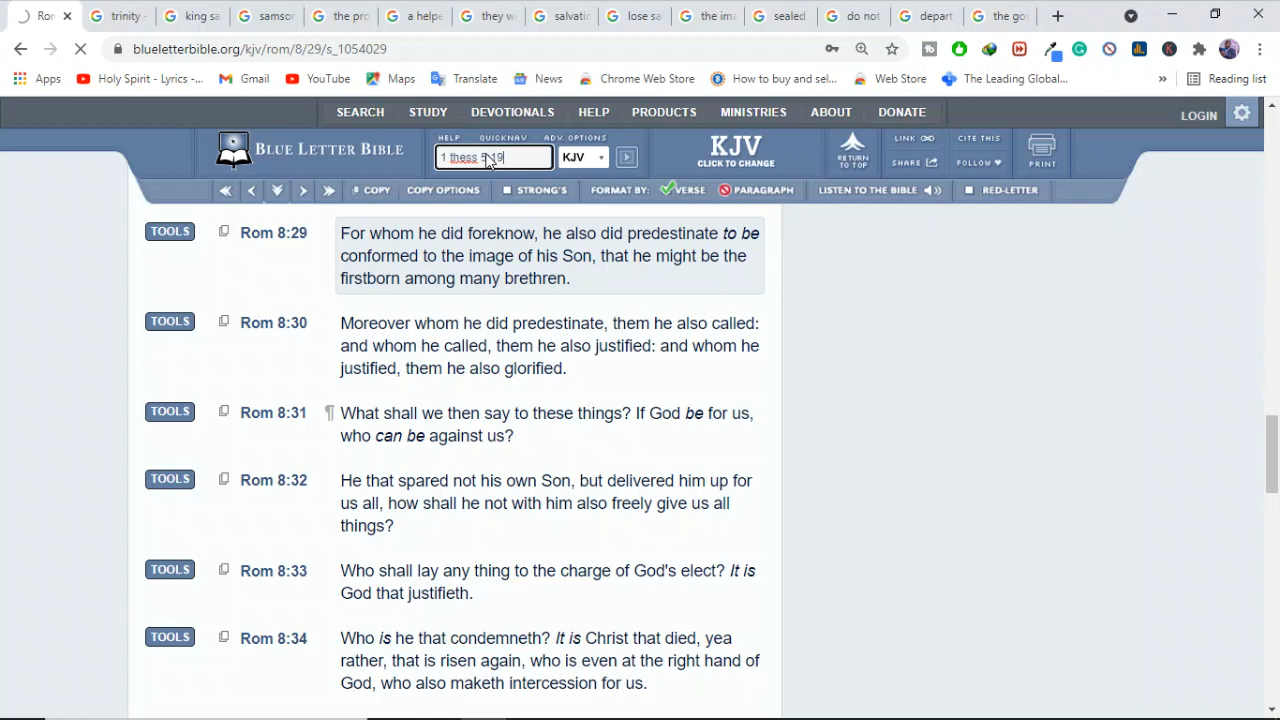 Ror
trinity -
king sa
samsor
the pro
a helpe
they w
salvatic
lose sa
the ima
sealed
do not
depart
the gos
blueletterbible.org/kjv/rom/8/29/s_1054029
Apps
Holy Spirit - Lyrics -...
Gmail
YouTube
Maps
Translate
News
Chrome Web Store
How to buy and sel...
Web Store
The Leading Global...
»
Reading list
SEARCH
STUDY
DEVOTIONALS
HELP
PRODUCTS
MINISTRIES
ABOUT
DONATE
LOGIN
BLUE LETTER BIBLE
HELP
QUICKNAV
ADV. OPTIONS
1 thess 5 19
KJV
KJV
CLICK TO CHANGE
RETURN
TO TOP
LINK
CITE THIS
SHARE
FOLLOW
PRINT
COPY
COPY OPTIONS
STRONG'S
FORMAT BY:
VERSE
PARAGRAPH
LISTEN TO THE BIBLE
RED-LETTER
TOOLS
Rom 8:29
For whom he did foreknow, he also did predestinate to be
conformed to the image of his Son, that he might be the
firstborn among many brethren.
TOOLS
Rom 8:30
Moreover whom he did predestinate, them he also called:
and whom he called, them he also justified: and whom he
justified, them he also glorified.
TOOLS
Rom 8:31
¶ What shall we then say to these things? If God be for us,
who can be against us?
TOOLS
Rom 8:32
He that spared not his own Son, but delivered him up for
us all, how shall he not with him also freely give us all
things?
TOOLS
Rom 8:33
Who shall lay any thing to the charge of God's elect? It is
God that justifieth.
TOOLS
Rom 8:34
Who is he that condemneth? It is Christ that died, yea
rather, that is risen again, who is even at the right hand of
God, who also maketh intercession for us.